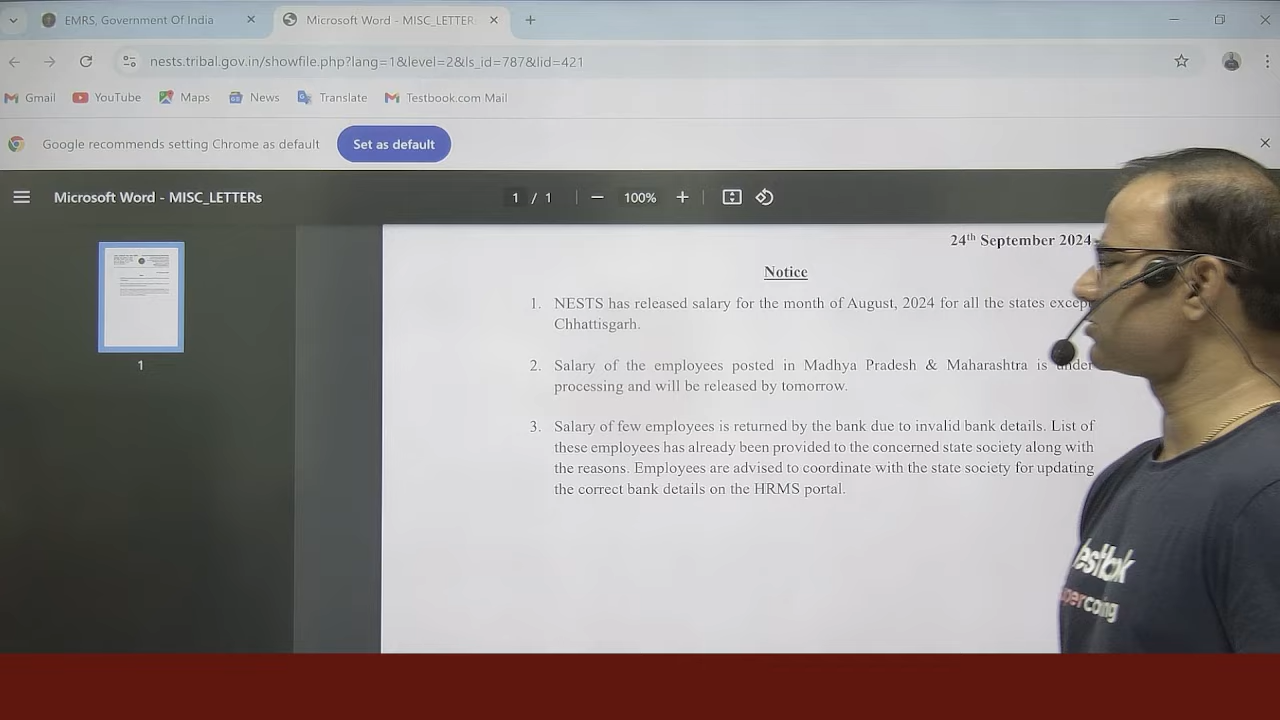 EMRS, Government Of India
Microsoft Word - MISC_LETTER
nests.tribal.gov.in/showfile.php?lang=1&level=2&ls_id=787&lid=421
Gmail YouTube Maps News Translate Testbook.com Mail
Google recommends setting Chrome as default Set as default
Microsoft Word - MISC_LETTERs 1 / 1 100%
24th September 2024
Notice
1. NESTS has released salary for the month of August, 2024 for all the states excep
Chhattisgarh.
2. Salary of the employees posted in Madhya Pradesh & Maharashtra is under
processing and will be released by tomorrow.
3. Salary of few employees is returned by the bank due to invalid bank details. List of
these employees has already been provided to the concerned state society along with
the reasons. Employees are advised to coordinate with the state society for updating
the correct bank details on the HRMS portal.
1
testbook
percoaching